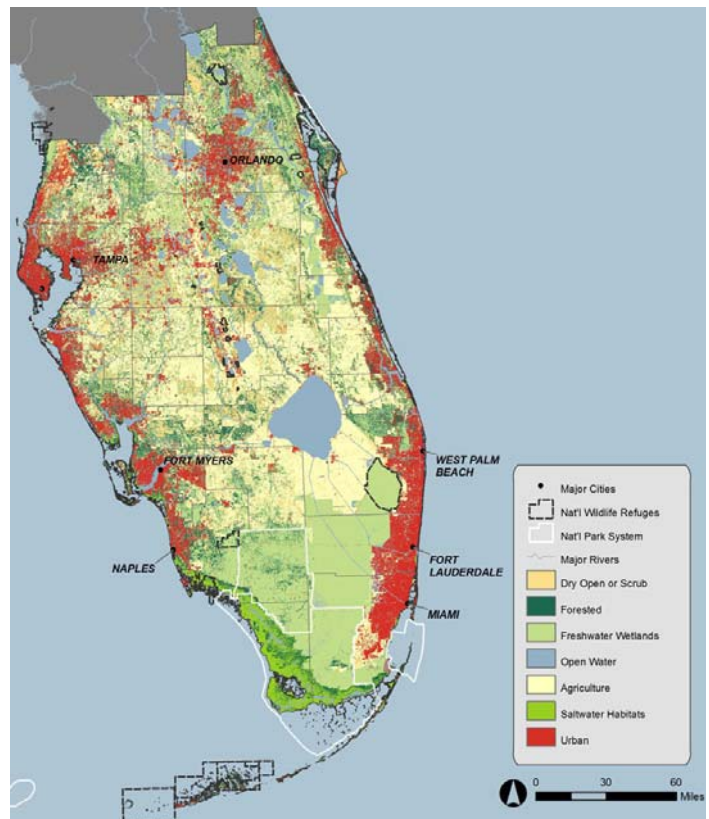 ORLANDO
TAMPA
FORT MYERS
WEST PALM
BEACH
NAPLES
FORT
LAUDERDALE
MIAMI
Major Cities
Nat'l Wildlife Refuges
Nat'l Park System
Major Rivers
Dry Open or Scrub
Forested
Freshwater Wetlands
Open Water
Agriculture
Saltwater Habitats
Urban
0 30 60
Miles